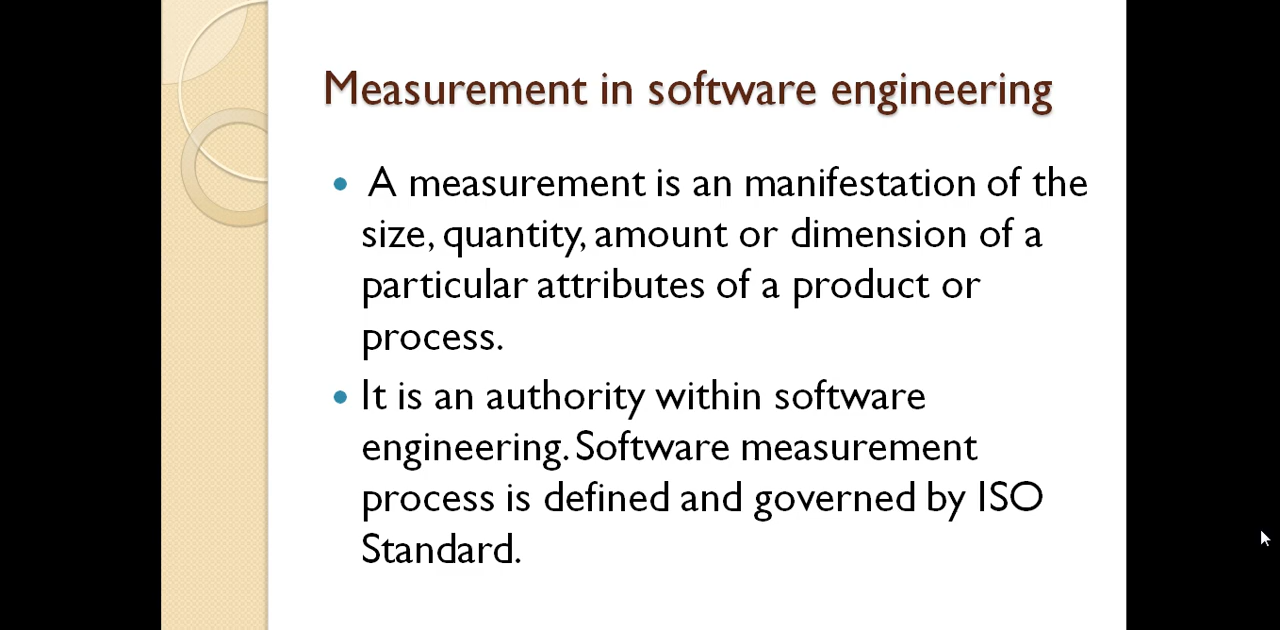 Measurement in software engineering
• A measurement is an manifestation of the
size, quantity, amount or dimension of a
particular attributes of a product or
process.
• It is an authority within software
engineering. Software measurement
process is defined and governed by ISO
Standard.